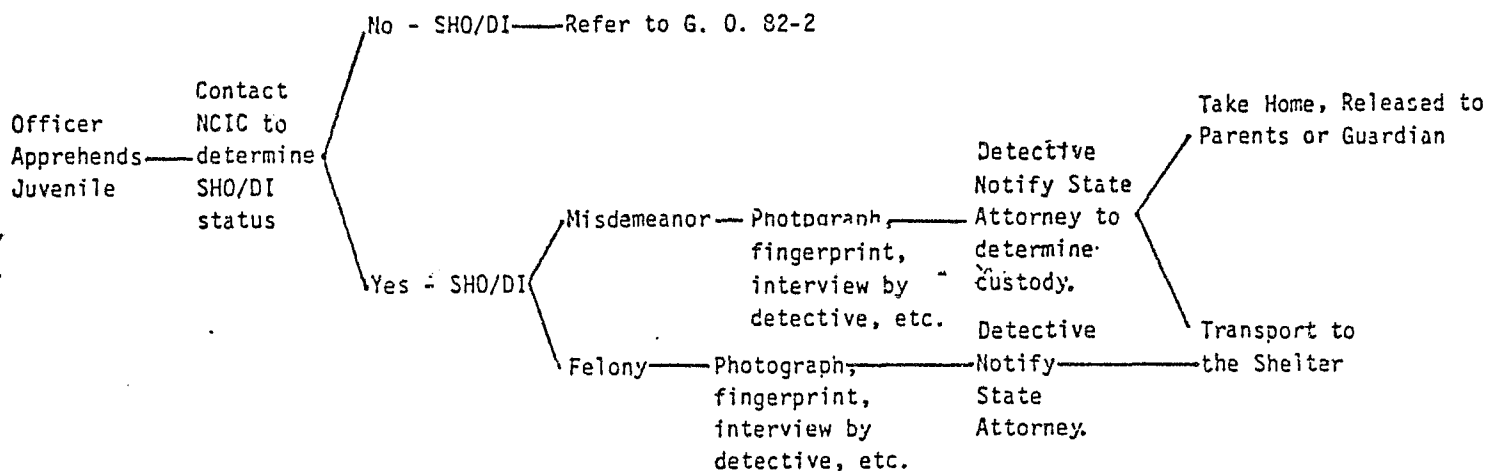 No - SHO/DI — Refer to G. O. 82-2
Officer
Apprehends
Juvenile
Contact
NCIC to
determine
SHO/DI
status
Yes - SHO/DI
Misdemeanor
Photograph,
fingerprint,
interview by
detective, etc.
Detective
Notify State
Attorney to
determine
custody.
Take Home, Released to
Parents or Guardian
Felony
Photograph,
fingerprint,
interview by
detective, etc.
Detective
Notify
State
Attorney.
Transport to
the Shelter